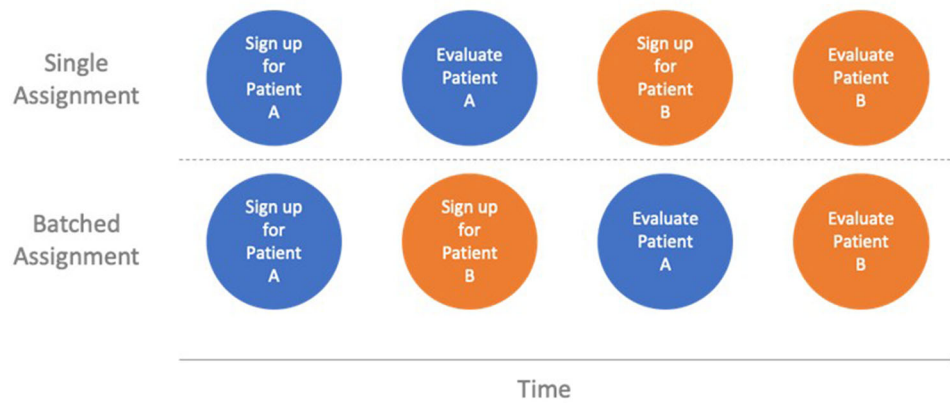 Single
Assignment
Sign up
for
Patient
A
Evaluate
Patient
A
Sign up
for
Patient
B
Evaluate
Patient
B
Batched
Assignment
Sign up
for
Patient
A
Sign up
for
Patient
B
Evaluate
Patient
A
Evaluate
Patient
B
Time